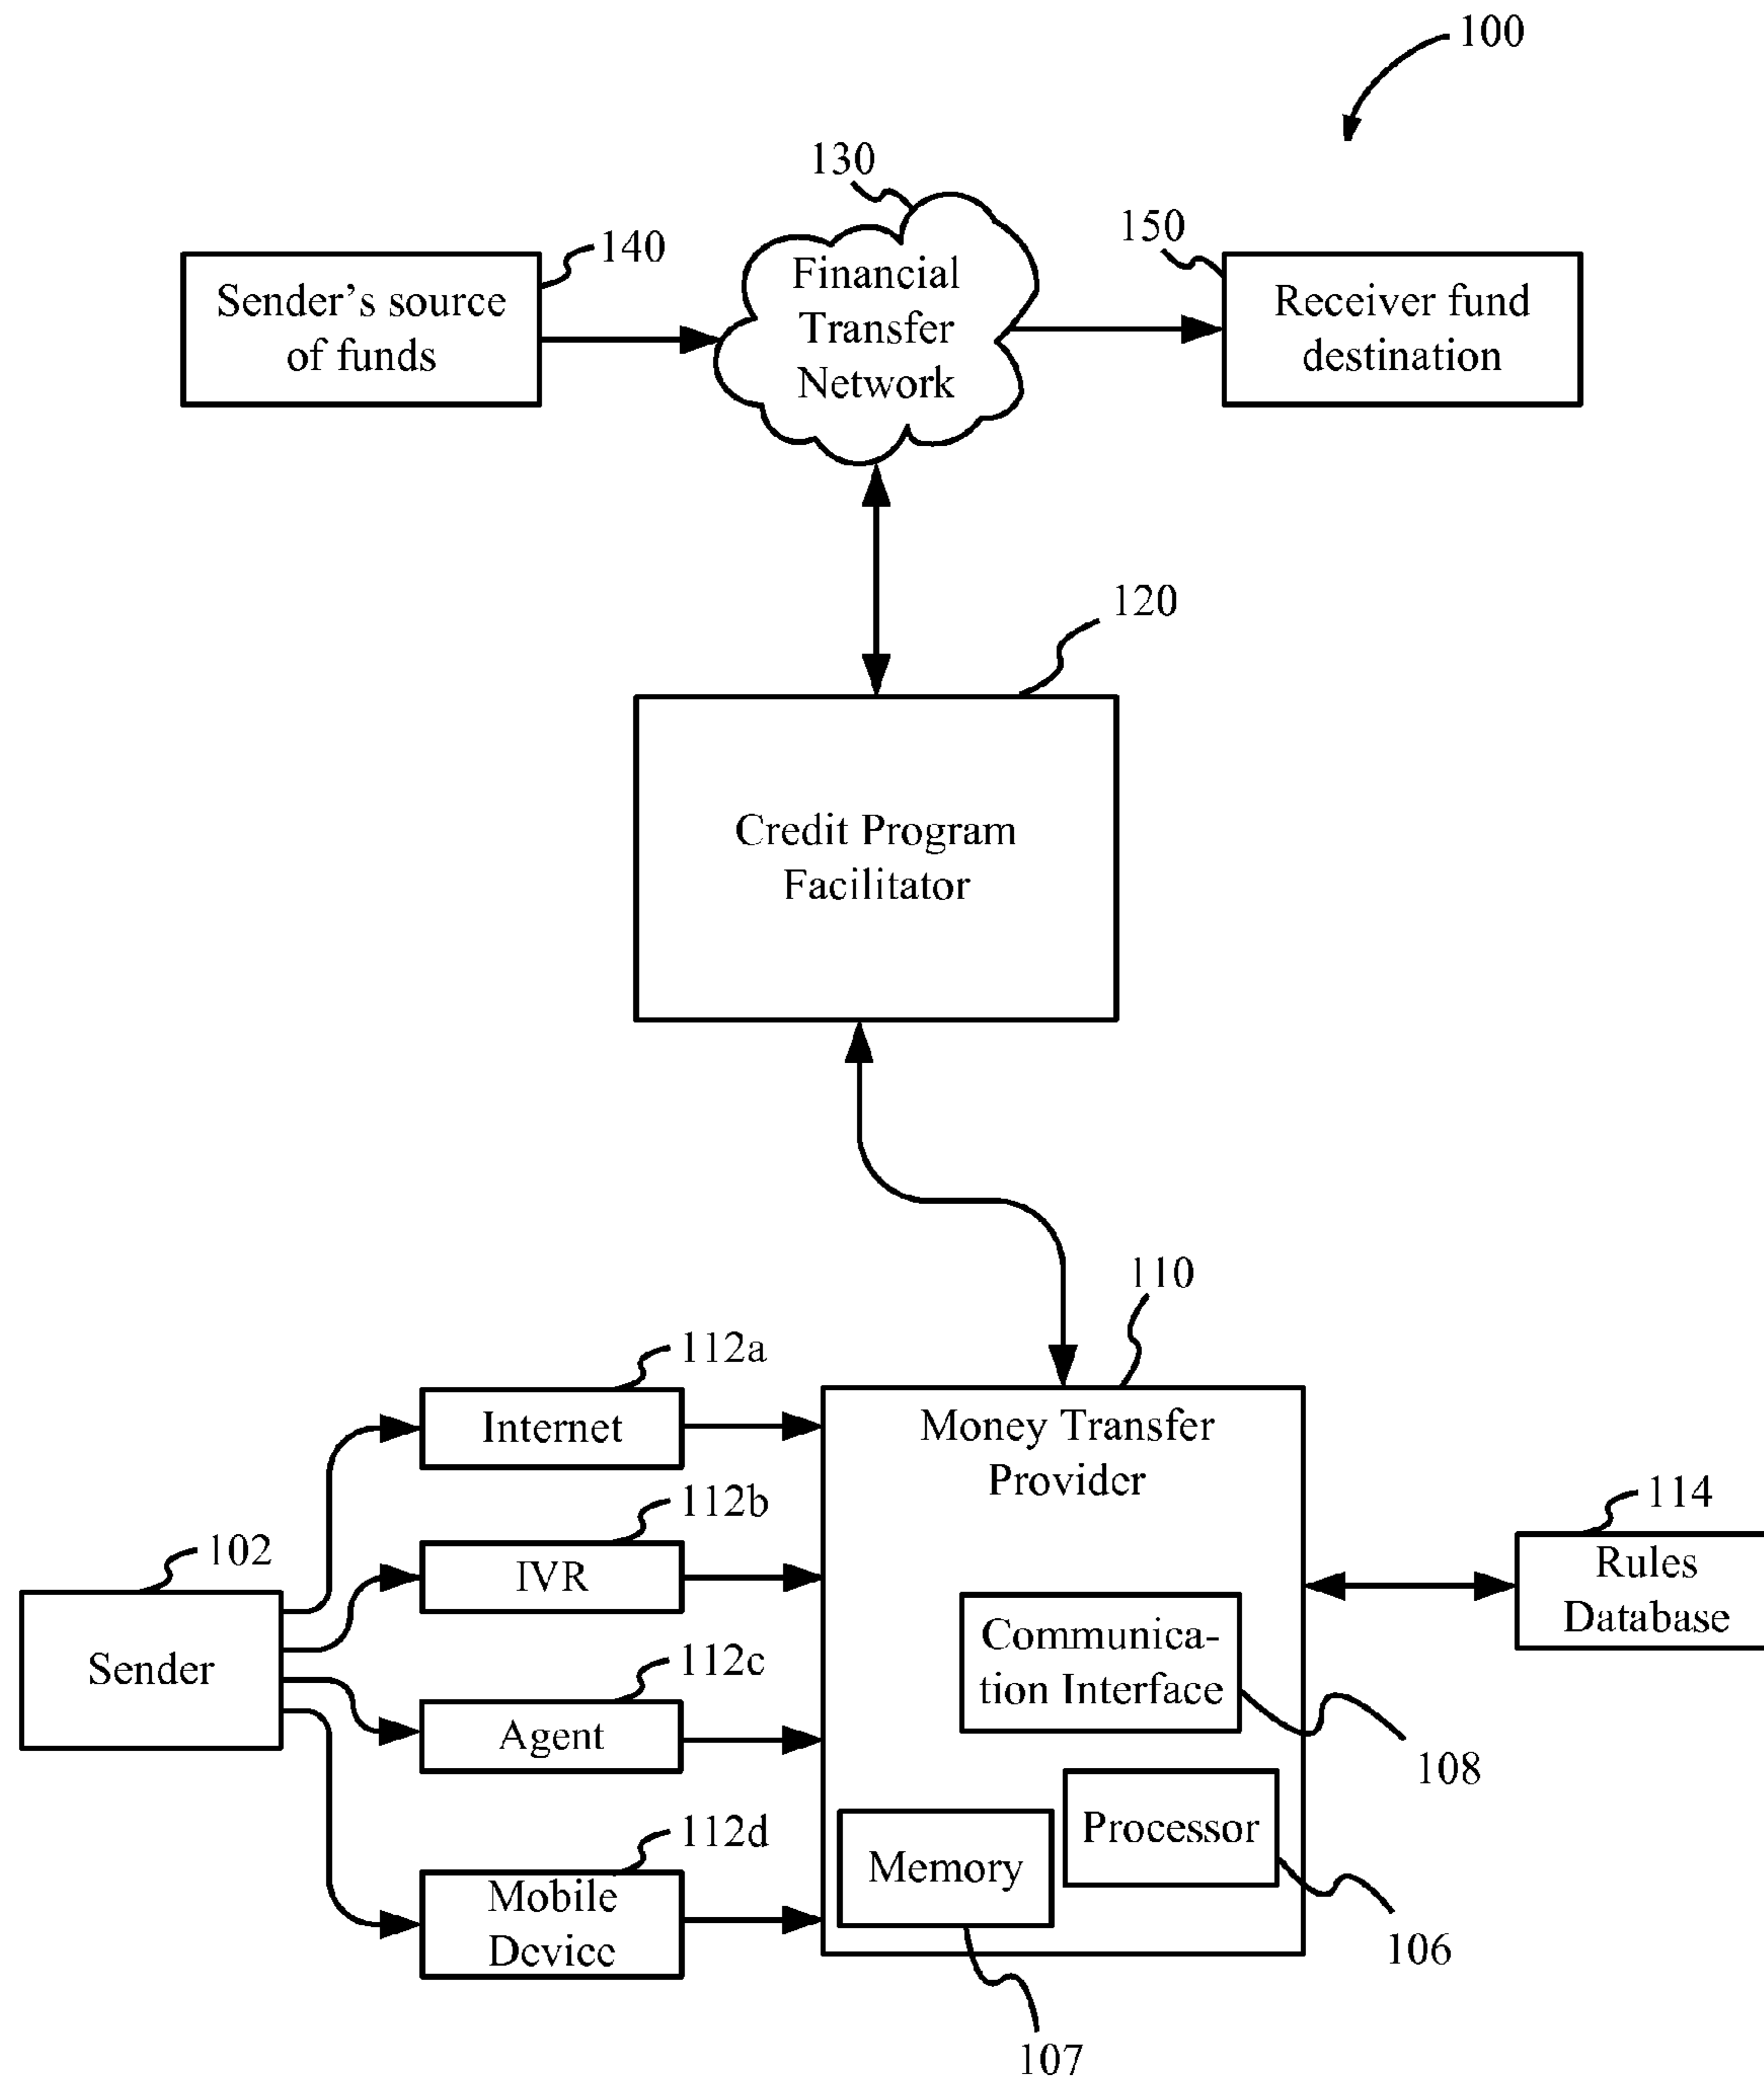 100
130
150
140
Financial
Transfer
Network
Sender's source
of funds
Receiver fund
destination
120
Credit Program
Facilitator
110
112a
Internet
Money Transfer
Provider
112b
IVR
114
Rules
Database
102
Sender
Communica-
tion Interface
112c
Agent
108
Processor
112d
Memory
Mobile
Device
106
107